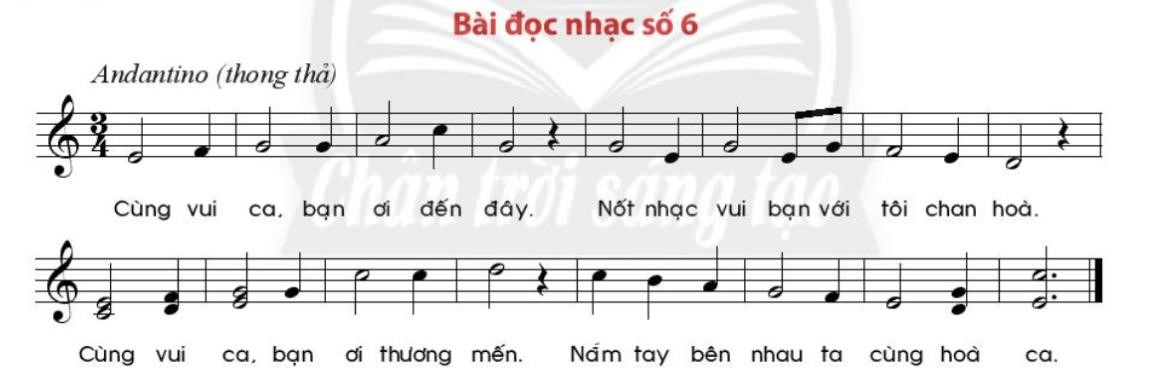 Bài đọc nhạc số 6
Andantino (thong thả)
3
4
Cùng vui ca, bạn ơi đến đây. Nốt nhạc vui bạn với tôi chan hoà.
Cùng vui ca, bạn ơi thương mến. Nắm tay bên nhau ta cùng hoà ca.
Chân trời sáng tạo